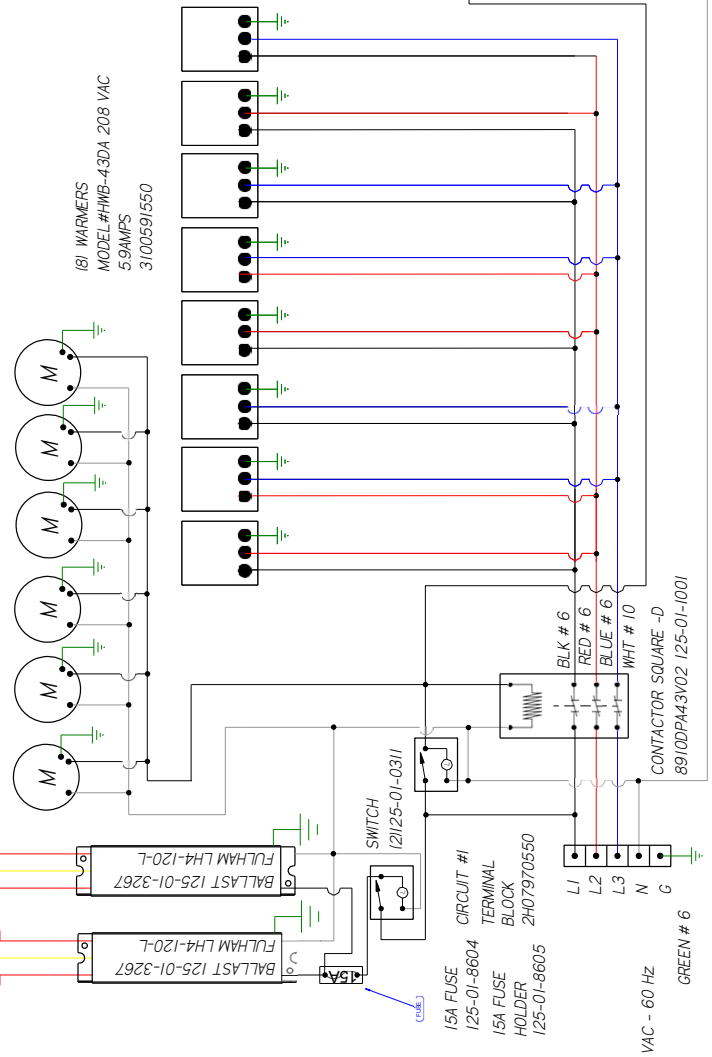 (8) WARMERS
MODEL#HWB-43DA 208 VAC
5.9AMPS
3100591550
M
M
M
M
M
M
BLK # 6
RED # 6
BLUE # 6
WHT # 10
CONTACTOR SQUARE -D
8910DPA43V02 125-01-1001
SWITCH
(2)125-01-0311
L
L
BALLAST 125-01-3267
FULHAM LH4-120-L
BALLAST 125-01-3267
FULHAM LH4-120-L
15A
(FUSE)
15A FUSE
125-01-8604
15A FUSE
HOLDER
125-01-8605
CIRCUIT #1
TERMINAL
BLOCK
2H07970550
L1
L2
L3
N
G
GREEN # 6
VAC - 60 HZ